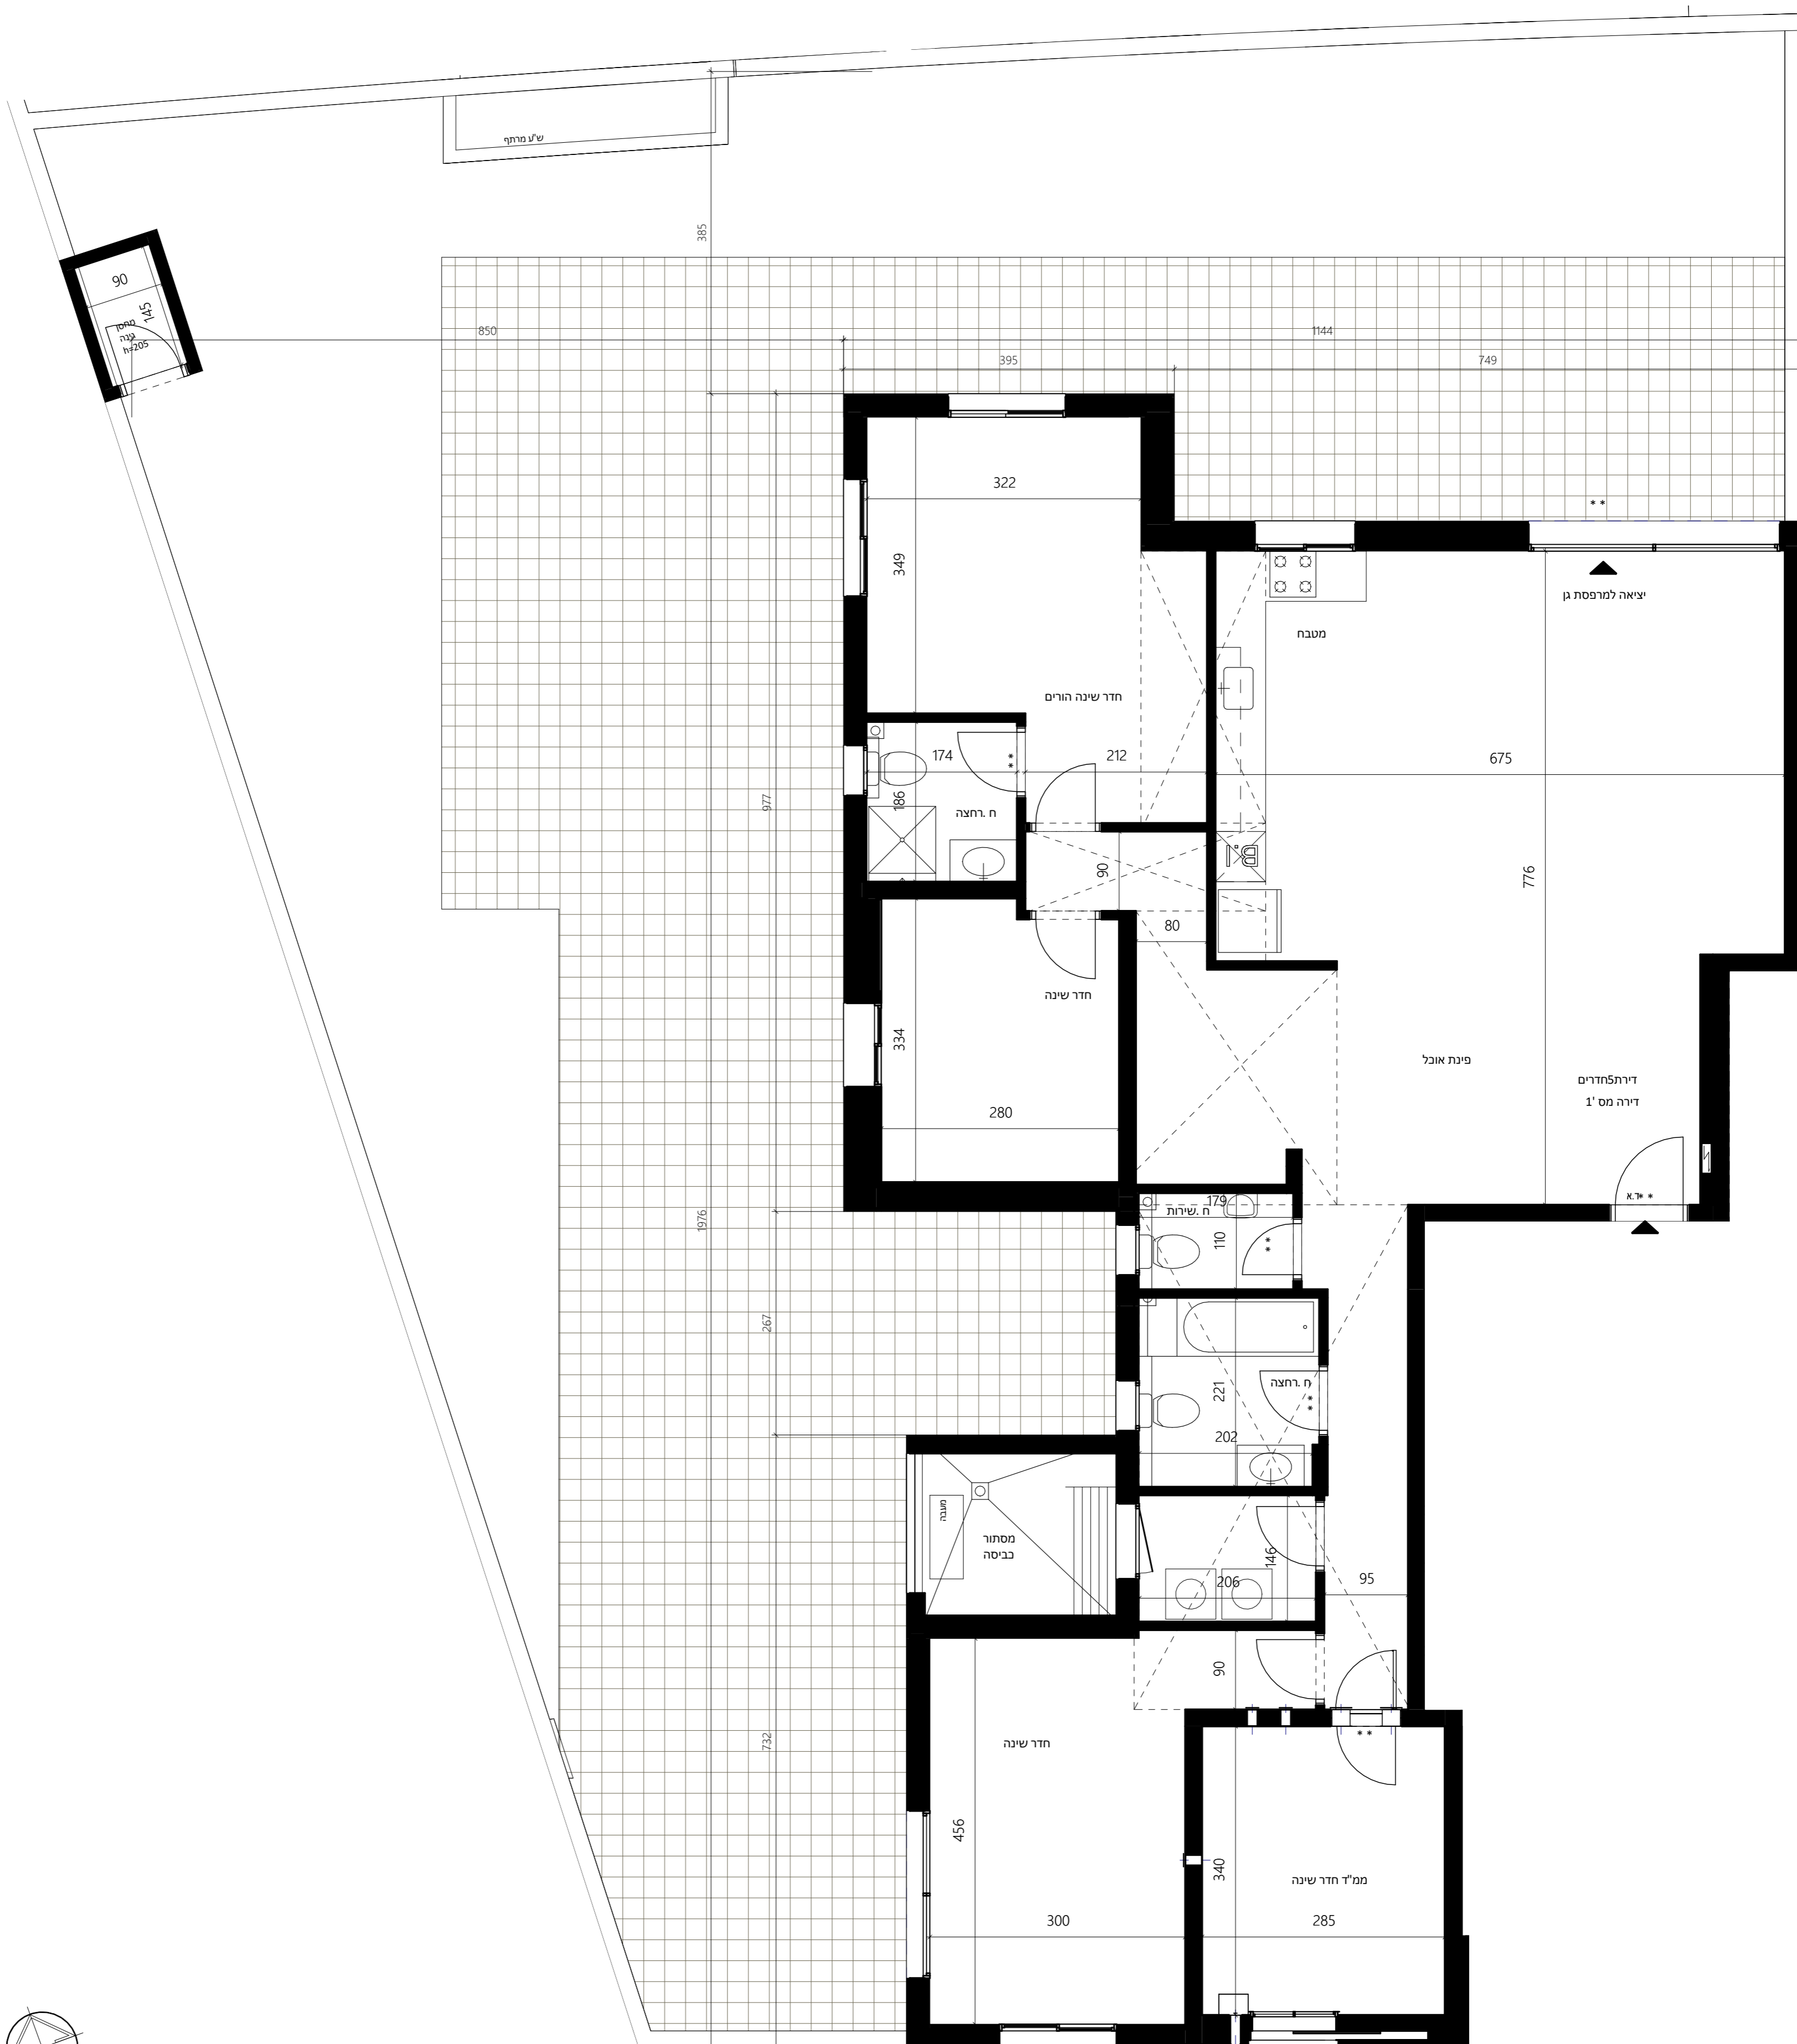 ש"ע מרתף
385
90
145
מחסן
גינה
h=205
850
1144
395
749
322
* *
349
יציאה למרפסת גן
מטבח
חדר שינה הורים
174
* *
212
675
977
186
ח .רחצה
90
776
80
חדר שינה
334
פינת אוכל
דירת5חדרים
דירה מס '1
280
1976
179
ח .שירות
110
* *
ד.א* *
267
221
ח .רחצה
* *
202
מעבה
מסתור
כביסה
146
206
95
90
732
חדר שינה
* *
456
340
ממ"ד חדר שינה
300
285